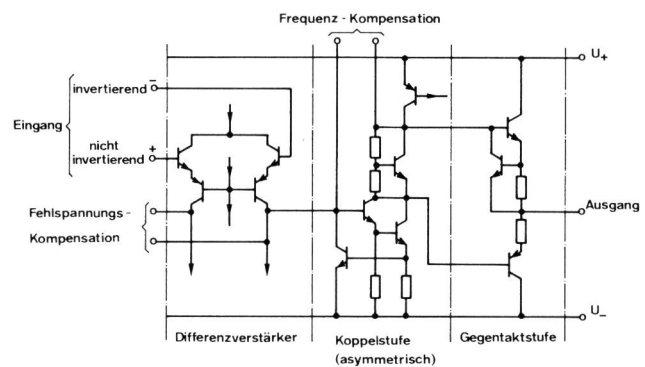 Frequenz - Kompensation
U+
invertierend
−
Eingang
nicht
invertierend
+
Fehlspannungs -
Kompensation
Ausgang
U−
Differenzverstärker
Koppelstufe
(asymmetrisch)
Gegentaktstufe